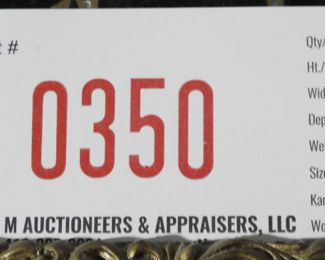 t #
0350
M AUCTIONEERS & APPRAISERS, LLC
Qty/
Ht./
Wid
Dep
We
Size
Kar
Wo